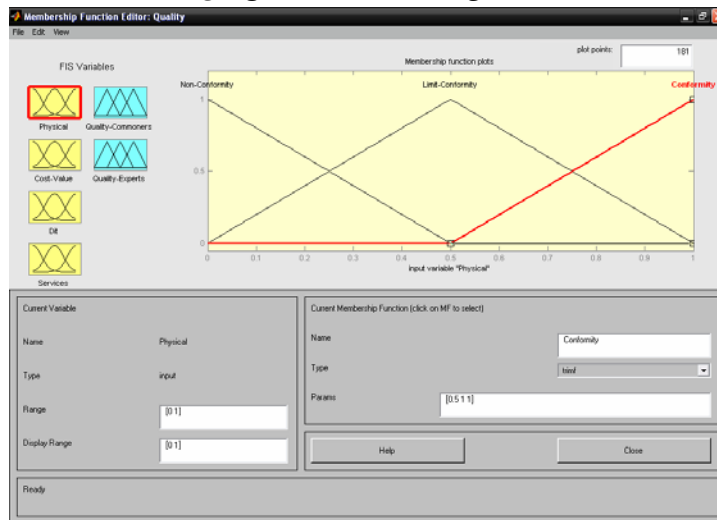 Membership Function Editor: Quality
File Edit View
FIS Variables
Membership function plots
plot points:
181
Physical
Quality-Commoners
Cost-Value
Quality-Experts
Services
Non-Conformity
Limit-Conformity
Conformity
1
0.5
0
0 0.1 0.2 0.3 0.4 0.5 0.6 0.7 0.8 0.9 1
input variable "Physical"
Current Variable
Name Physical
Type input
Range [0 1]
Display Range [0 1]
Current Membership Function (click on MF to select)
Name Conformity
Type trimf
Params [0.5 1 1]
Help Close
Ready